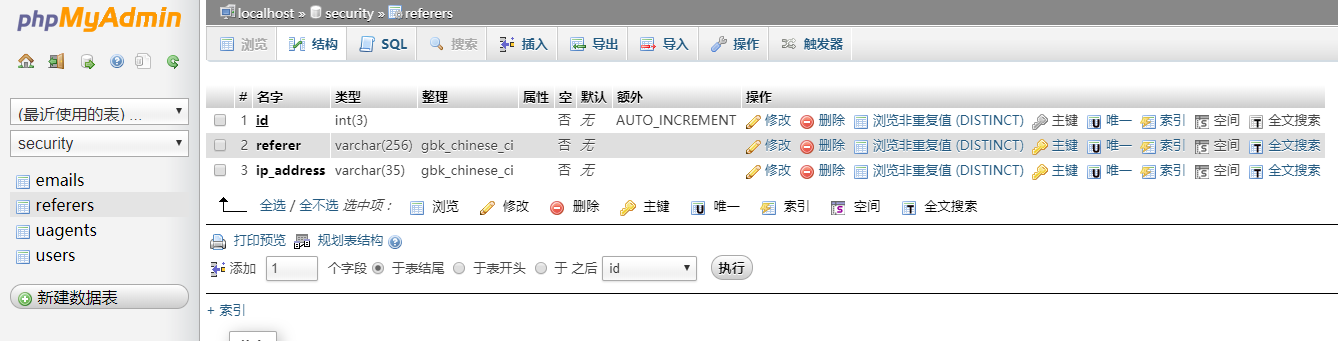 phpMyAdmin
(最近使用的表) ...
security
emails
referers
uagents
users
新建数据表
localhost » security » referers
浏览 结构 SQL 搜索 插入 导出 导入 操作 触发器
# 名字 类型 整理 属性 空 默认 额外 操作
1 id int(3) 否 无 AUTO_INCREMENT 修改 删除 浏览非重复值 (DISTINCT) 主键 唯一 索引 空间 全文搜索
2 referer varchar(256) gbk_chinese_ci 否 无 修改 删除 浏览非重复值 (DISTINCT) 主键 唯一 索引 空间 全文搜索
3 ip_address varchar(35) gbk_chinese_ci 否 无 修改 删除 浏览非重复值 (DISTINCT) 主键 唯一 索引 空间 全文搜索
全选 / 全不选 选中项： 浏览 修改 删除 主键 唯一 索引 空间 全文搜索
打印预览 规划表结构
添加 1 个字段 于表结尾 于表开头 于 之后 id 执行
+ 索引